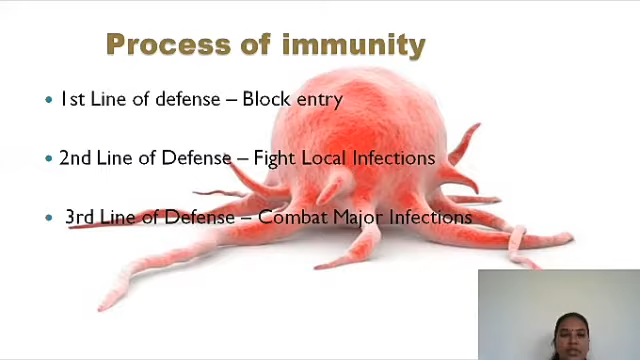 Process of immunity
1st Line of defense – Block entry
2nd Line of Defense – Fight Local Infections
3rd Line of Defense – Combat Major Infections